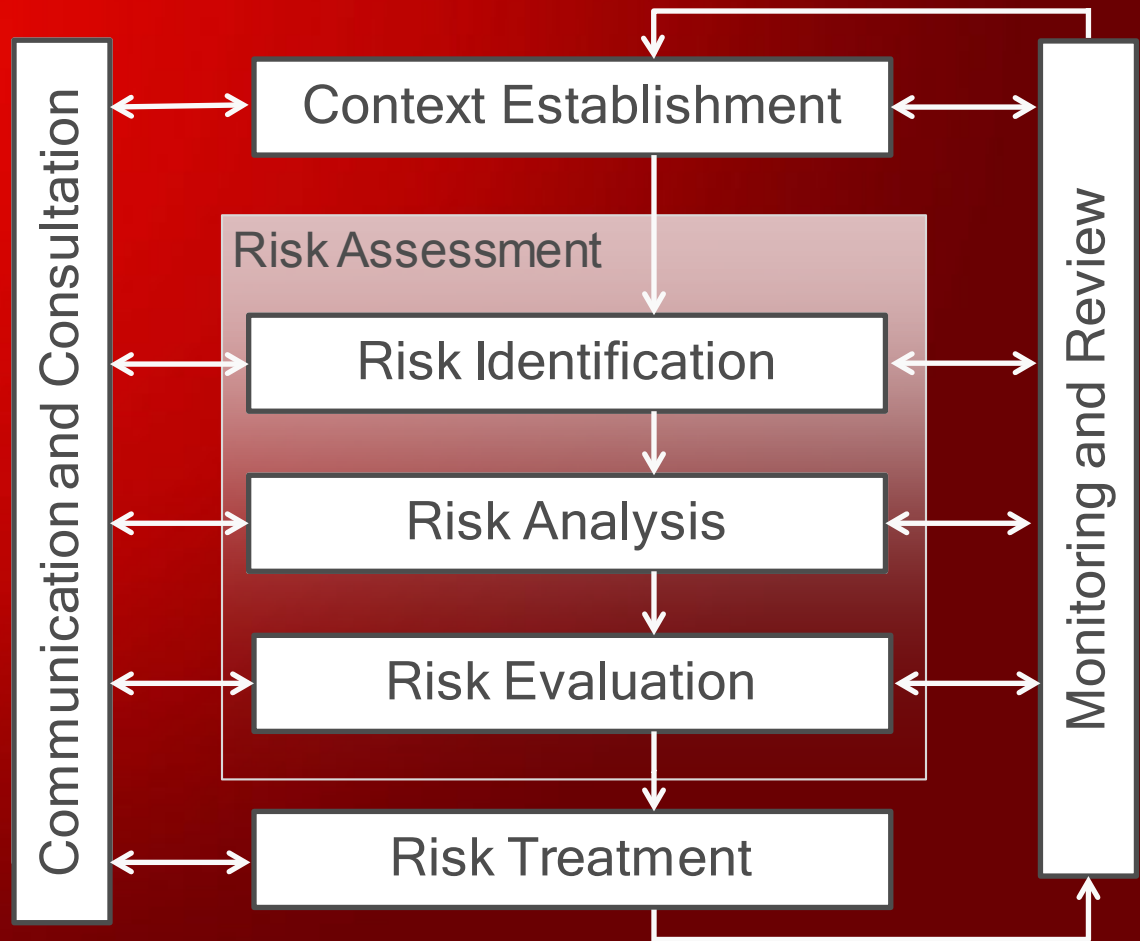 Communication and Consultation
Context Establishment
Risk Assessment
Risk Identification
Risk Analysis
Risk Evaluation
Risk Treatment
Monitoring and Review